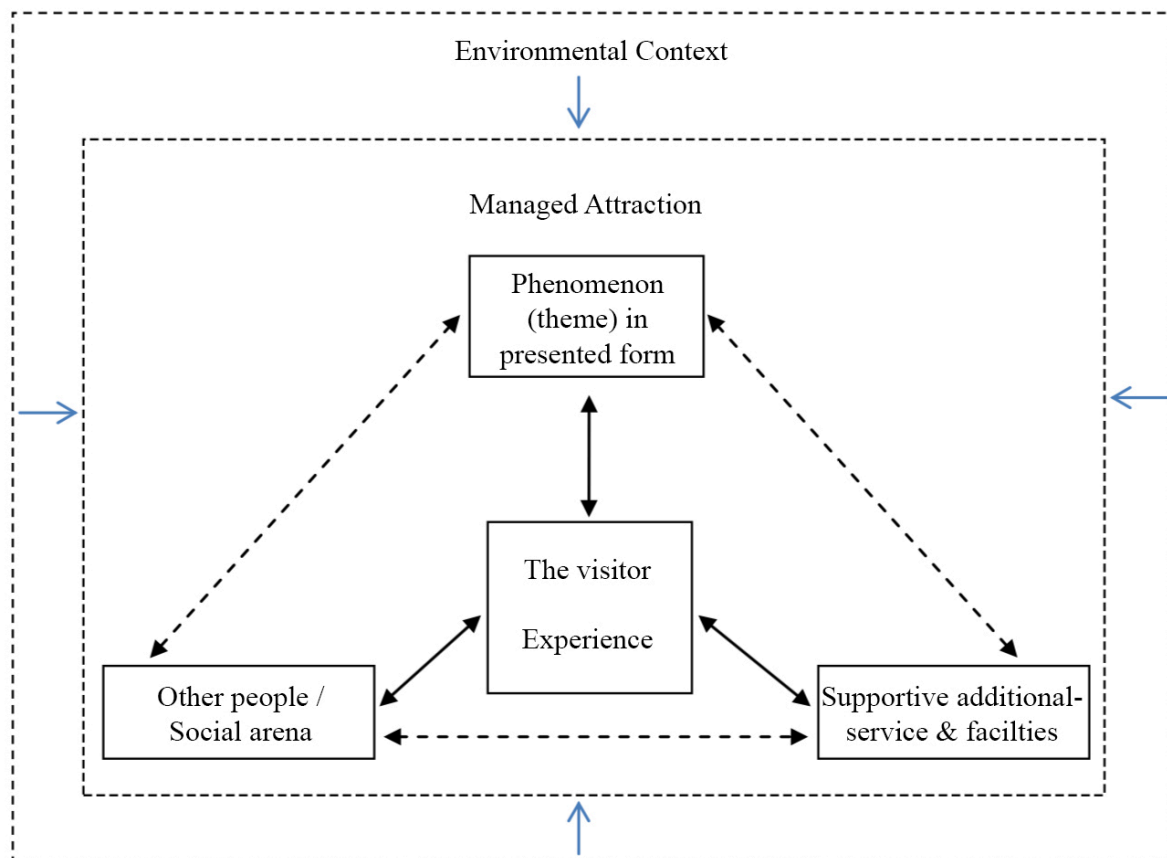 Environmental Context
Managed Attraction
Phenomenon
(theme) in
presented form
The visitor
Experience
Other people /
Social arena
Supportive additional-
service & facilties